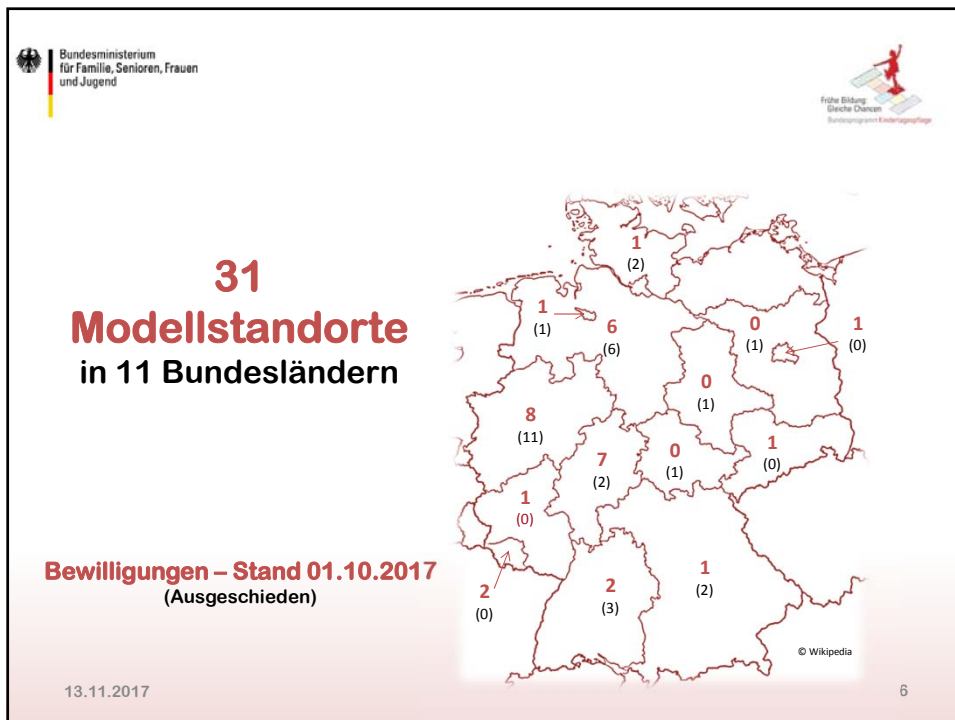 Bundesministerium
für Familie, Senioren, Frauen
und Jugend
Frühe Bildung:
Gleiche Chancen
Bundesprogramm Kindertagespflege
31
Modellstandorte
in 11 Bundesländern
Bewilligungen – Stand 01.10.2017
(Ausgeschieden)
1
(2)
1
(1)
6
(6)
0
(1)
1
(0)
0
(1)
8
(11)
7
(2)
0
(1)
1
(0)
1
(0)
2
(0)
2
(3)
1
(2)
© Wikipedia
13.11.2017
6